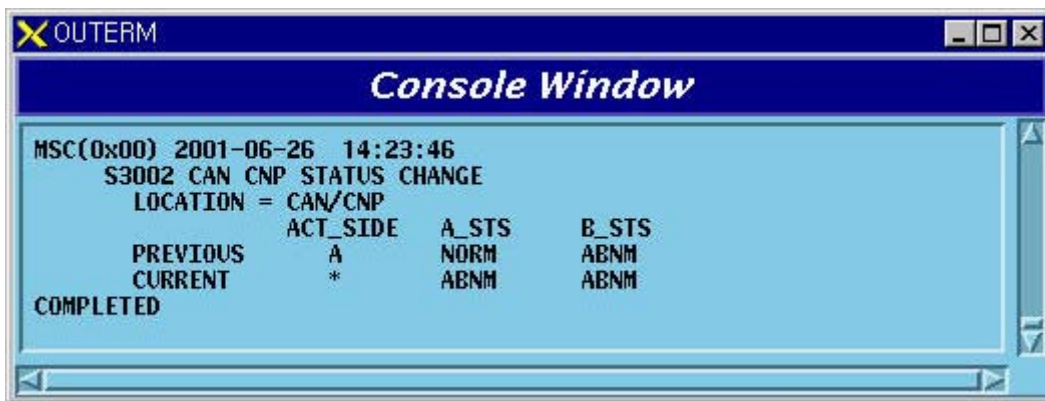 OUTERM
Console Window
MSC(0x00) 2001-06-26 14:23:46
S3002 CAN CNP STATUS CHANGE
LOCATION = CAN/CNP
ACT_SIDE A_STS B_STS
PREVIOUS A NORM ABNM
CURRENT * ABNM ABNM
COMPLETED